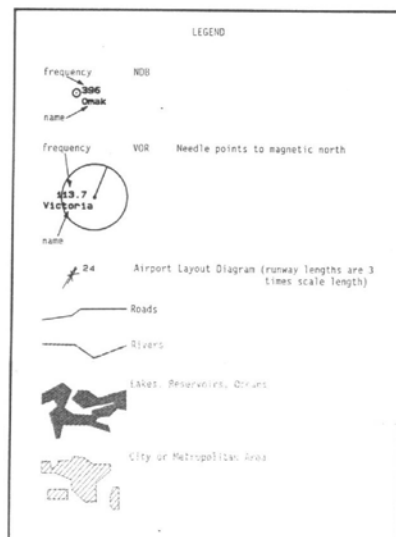 LEGEND
frequency NDB
396
Omak
name
frequency VOR Needle points to magnetic north
113.7
Victoria
name
24 Airport Layout Diagram (runway lengths are 3
times scale length)
Roads
Rivers
Lakes, Reservoirs, Oceans
City or Metropolitan Area